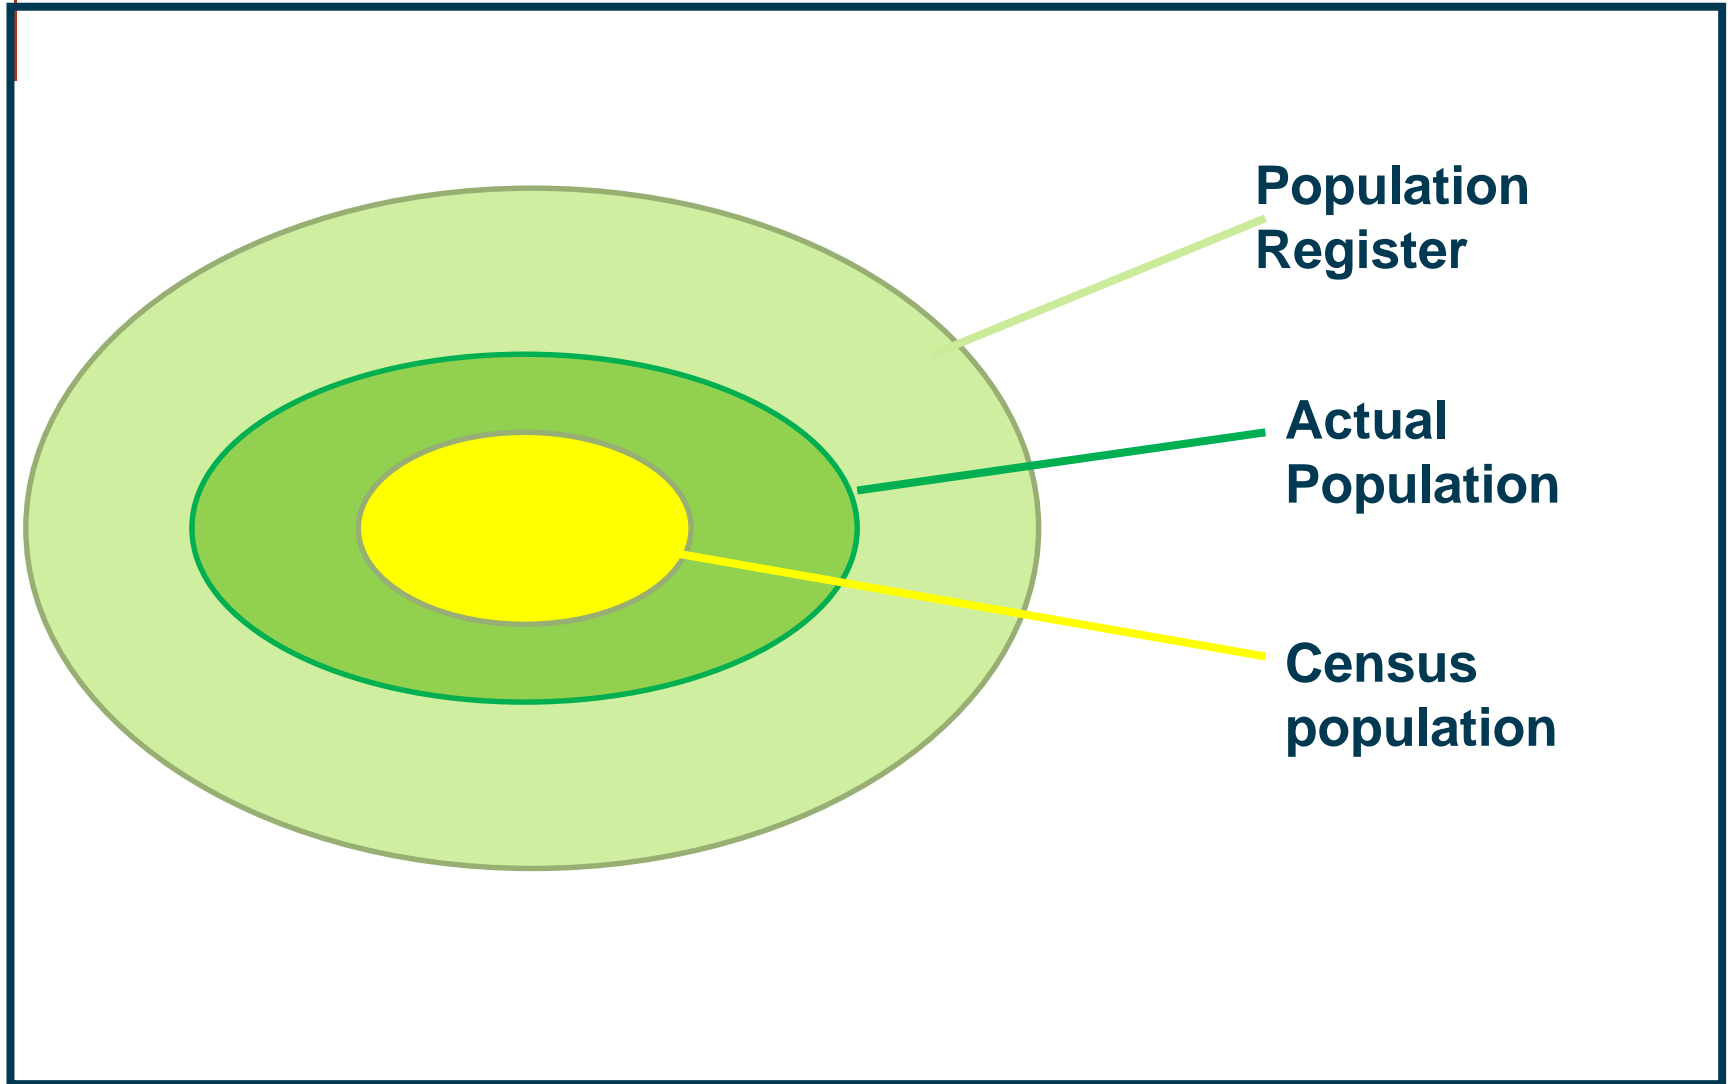 Population
Register
Actual
Population
Census
population